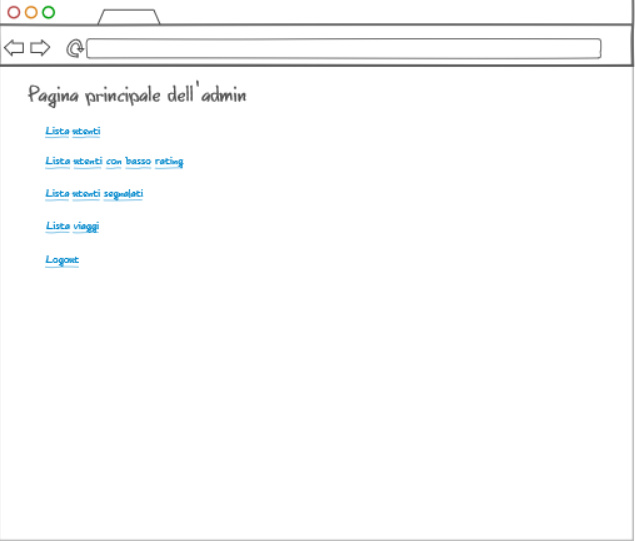 Pagina principale dell'admin
Lista utenti
Lista utenti con basso rating
Lista utenti segnalati
Lista viaggi
Logout